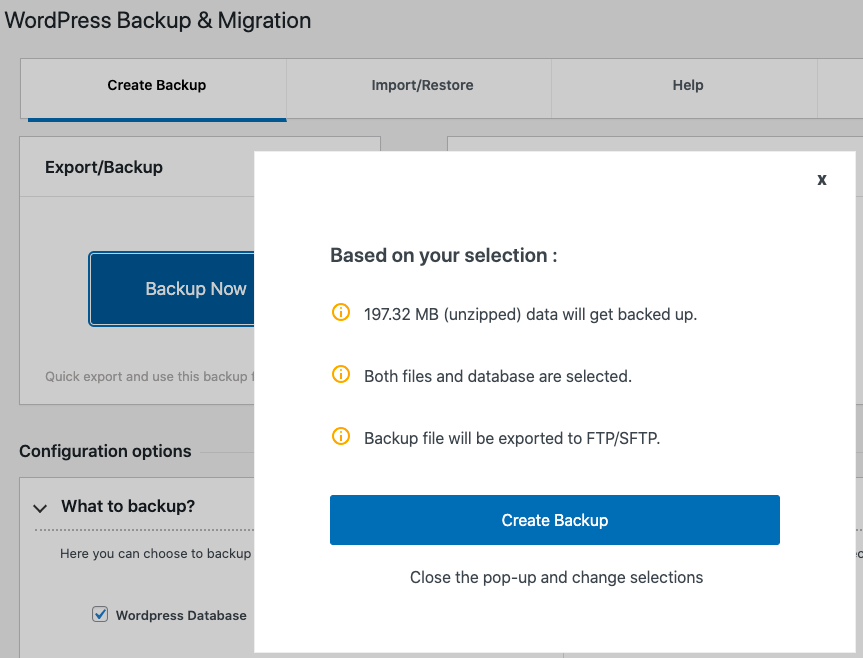 WordPress Backup & Migration
Create Backup
Import/Restore
Help
Export/Backup
x
Based on your selection :
Backup Now
197.32 MB (unzipped) data will get backed up.
Quick export and use this backup
Both files and database are selected.
Backup file will be exported to FTP/SFTP.
Configuration options
What to backup?
Create Backup
Here you can choose to backup
Close the pop-up and change selections
Wordpress Database